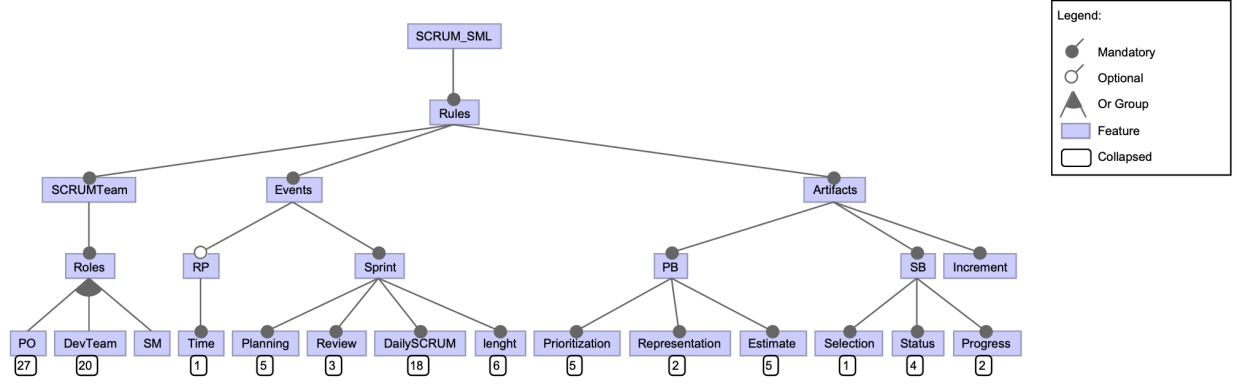 SCRUM_SML
Rules
SCRUMTeam Events Artifacts
Roles RP Sprint PB SB Increment
PO DevTeam SM Time Planning Review DailySCRUM lenght Prioritization Representation Estimate Selection Status Progress
27 20 1 5 3 18 6 5 2 5 1 4 2
Legend:
Mandatory
Optional
Or Group
Feature
Collapsed